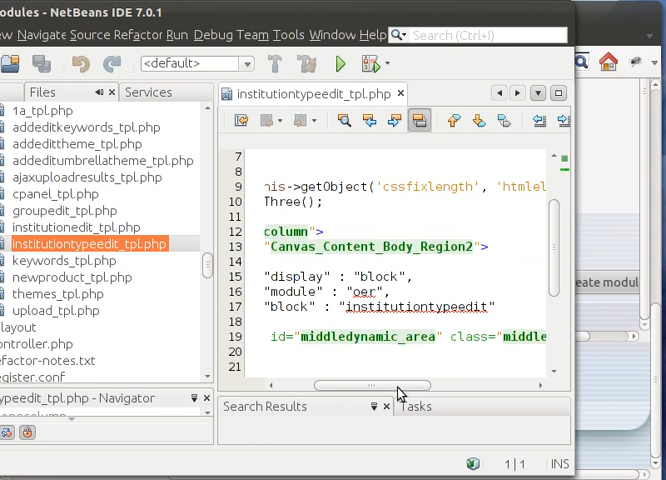 odules - NetBeans IDE 7.0.1
ew Navigate Source Refactor Run Debug Team Tools Window Help Search (Ctrl+I)
<default>
Files Services
institutiontypeedit_tpl.php
1a_tpl.php
addeditkeywords_tpl.php
addedittheme_tpl.php
addeditumbrellatheme_tpl.php
ajaxuploadresults_tpl.php
cpanel_tpl.php
groupedit_tpl.php
institutionedit_tpl.php
institutiontypeedit_tpl.php
keywords_tpl.php
newproduct_tpl.php
themes_tpl.php
upload_tpl.php
layout
ontroller.php
efactor-notes.txt
egister.conf
7
8
9 nis->getObject('cssfixlength', 'htmlel
10 Three();
11
12 column">
13 "Canvas_Content_Body_Region2">
14
15 "display" : "block",
16 "module" : "oer",
17 "block" : "institutiontypeedit"
18
19 id="middledynamic_area" class="middle
20
21
eate modul
ypeedit_tpl.php - Navigator
Search Results Tasks
1|1 INS